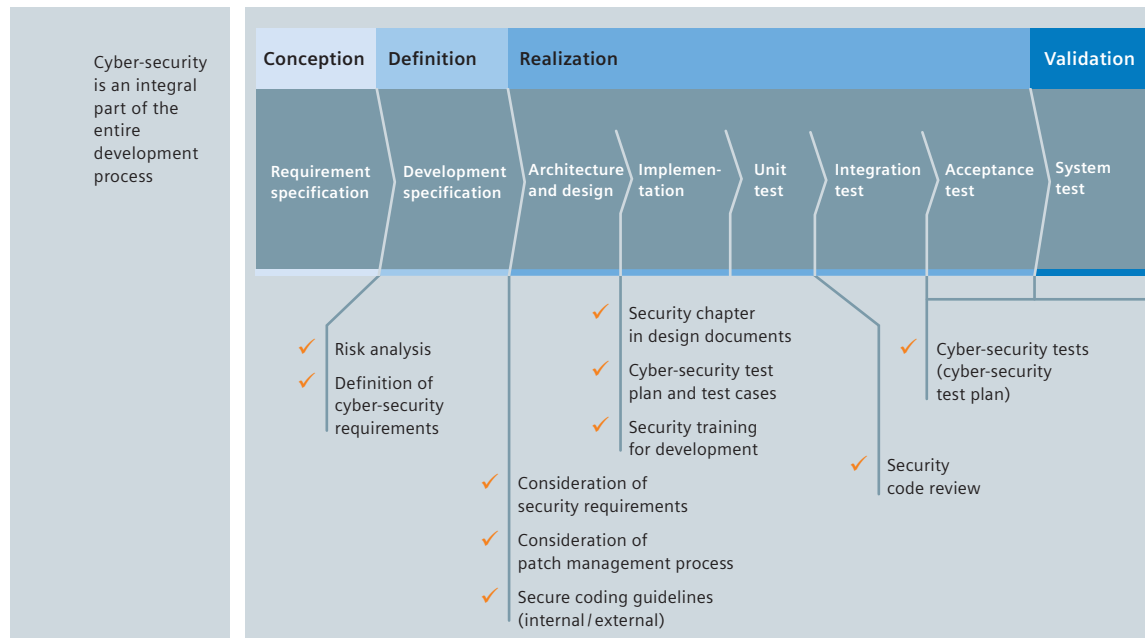 Cyber-security
is an integral
part of the
entire
development
process
Conception
Definition
Realization
Validation
Requirement
specification
Development
specification
Architecture
and design
Implemen-
tation
Unit
test
Integration
test
Acceptance
test
System
test
Risk analysis
Definition of
cyber-security
requirements
Consideration of
security requirements
Consideration of
patch management process
Secure coding guidelines
(internal/external)
Security chapter
in design documents
Cyber-security test
plan and test cases
Security training
for development
Security
code review
Cyber-security tests
(cyber-security
test plan)